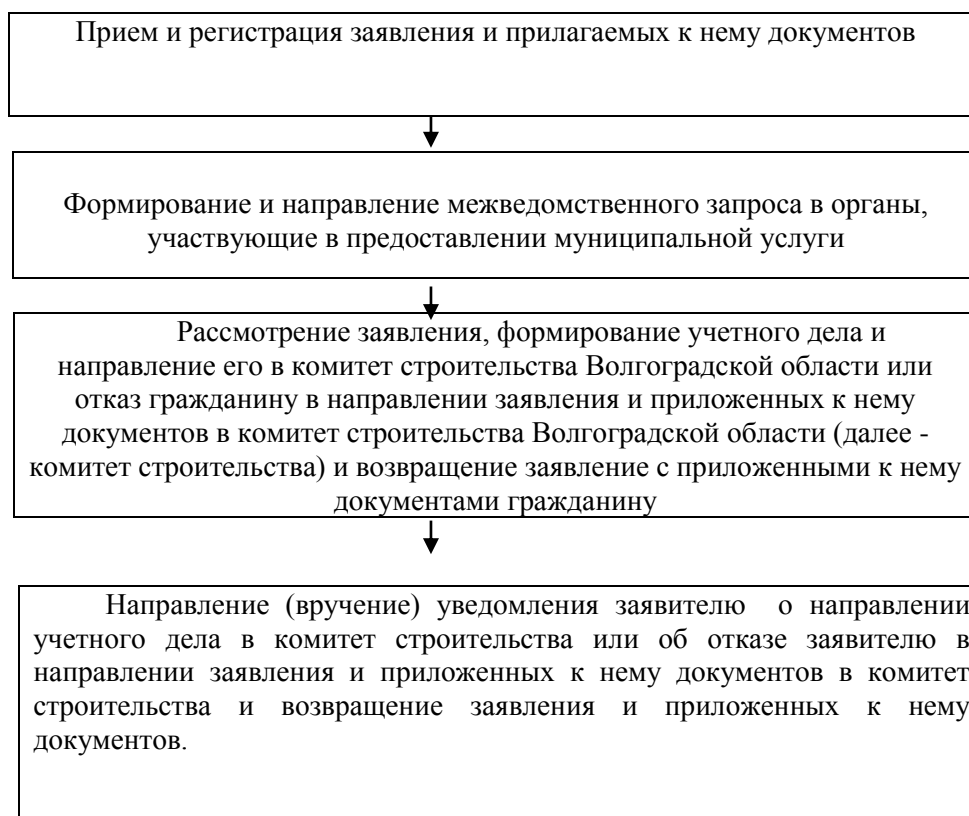 Прием и регистрация заявления и прилагаемых к нему документов
Формирование и направление межведомственного запроса в органы,
участвующие в предоставлении муниципальной услуги
Рассмотрение заявления, формирование учетного дела и
направление его в комитет строительства Волгоградской области или
отказ гражданину в направлении заявления и приложенных к нему
документов в комитет строительства Волгоградской области (далее -
комитет строительства) и возвращение заявление с приложенными к нему
документами гражданину
Направление (вручение) уведомления заявителю о направлении
учетного дела в комитет строительства или об отказе заявителю в
направлении заявления и приложенных к нему документов в комитет
строительства и возвращение заявления и приложенных к нему
документов.